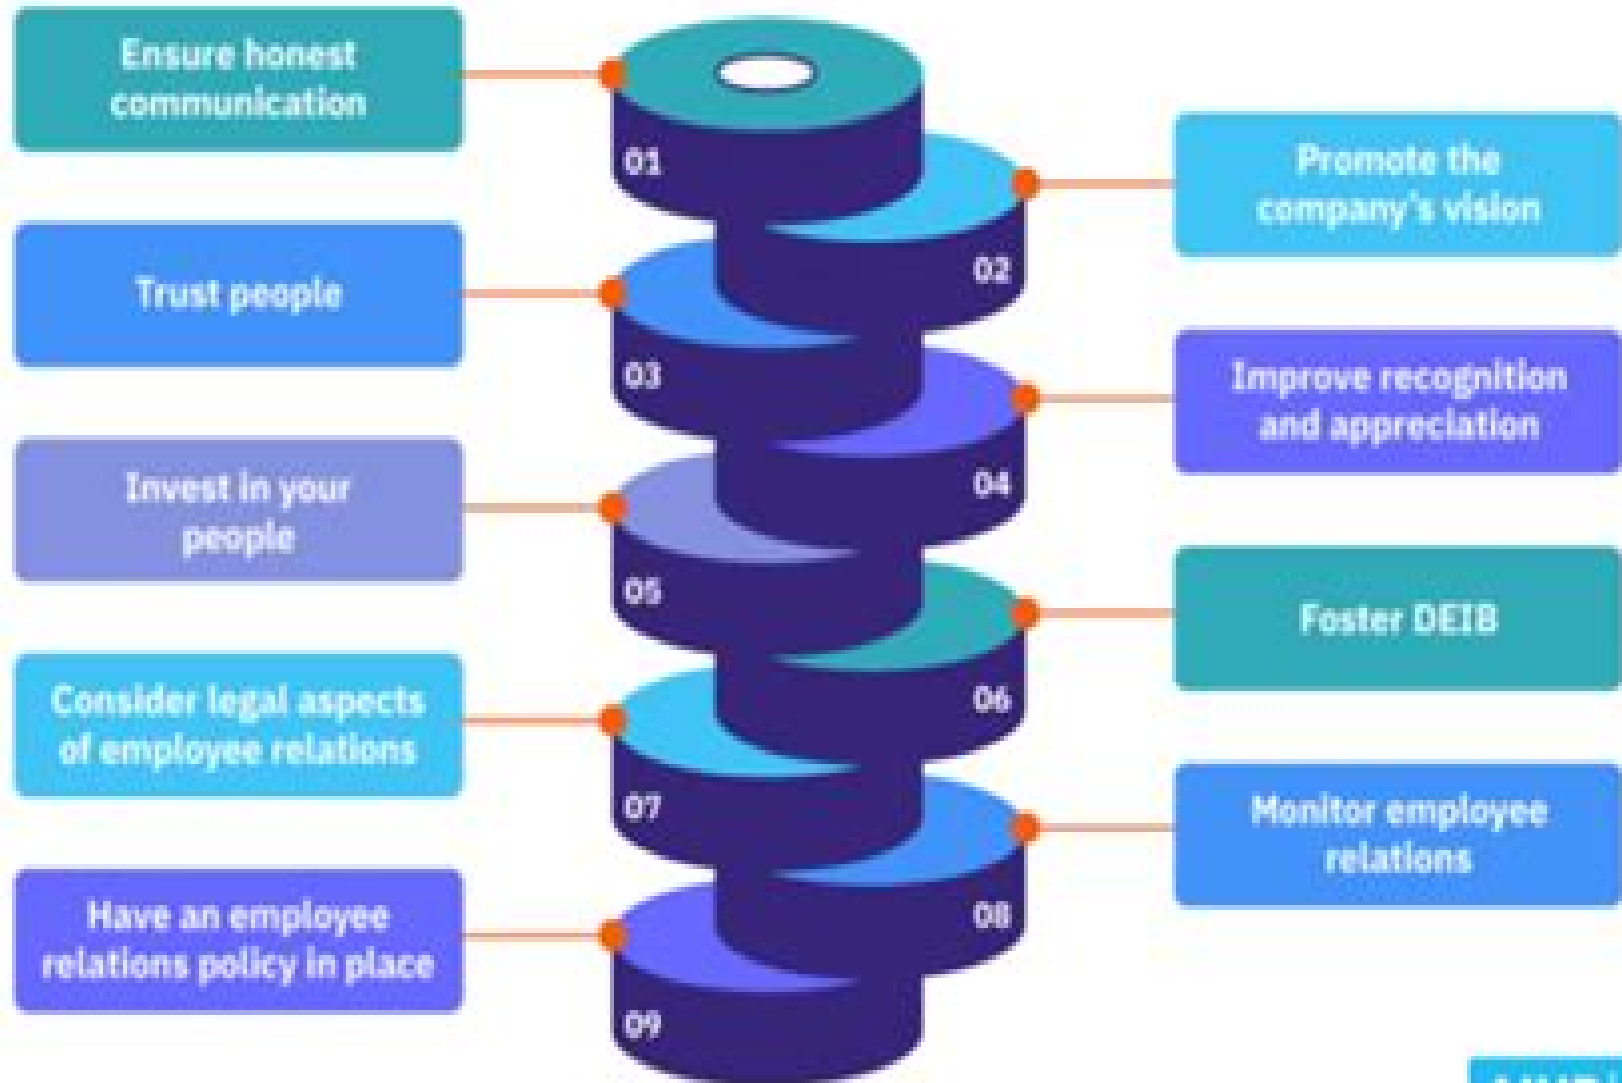 Ensure honest
communication
01
Promote the
company's vision
02
Trust people
03
Improve recognition
and appreciation
04
Invest in your
people
05
Foster DEIB
06
Consider legal aspects
of employee relations
07
Monitor employee
relations
08
Have an employee
relations policy in place
09